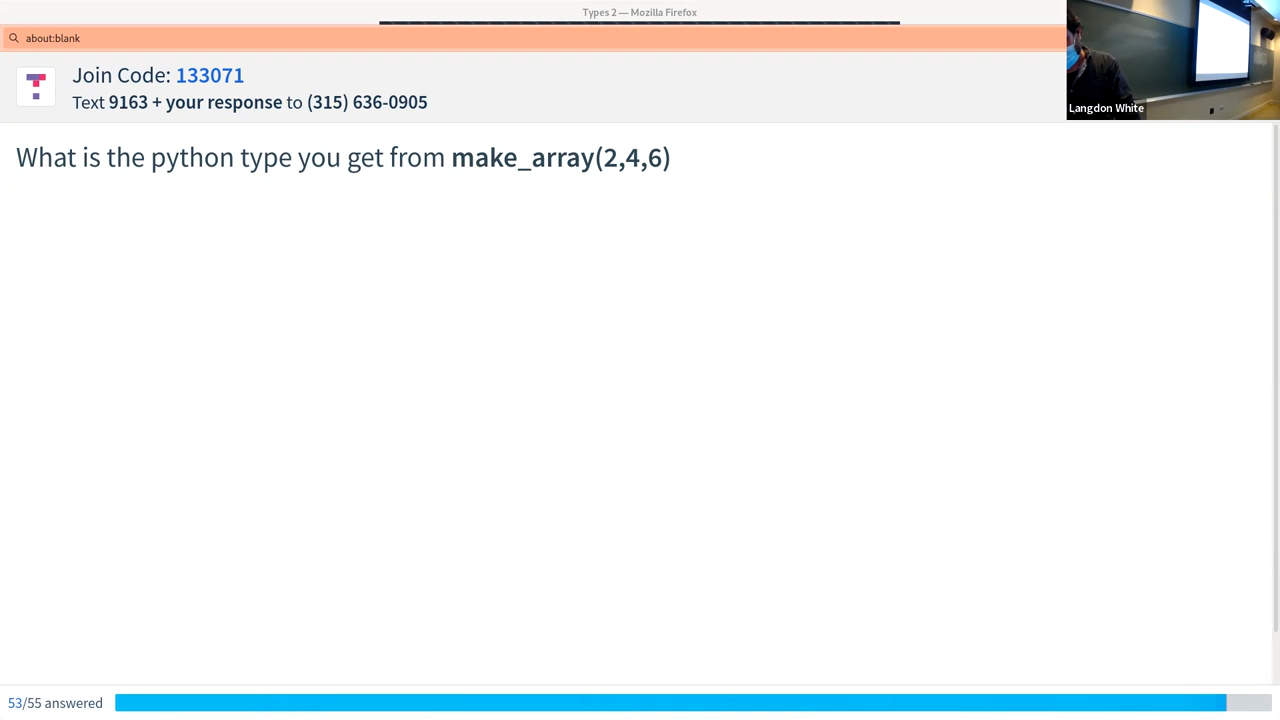 Types 2 — Mozilla Firefox
about:blank
Join Code: 133071
Text 9163 + your response to (315) 636-0905
Langdon White
What is the python type you get from make_array(2,4,6)
53/55 answered